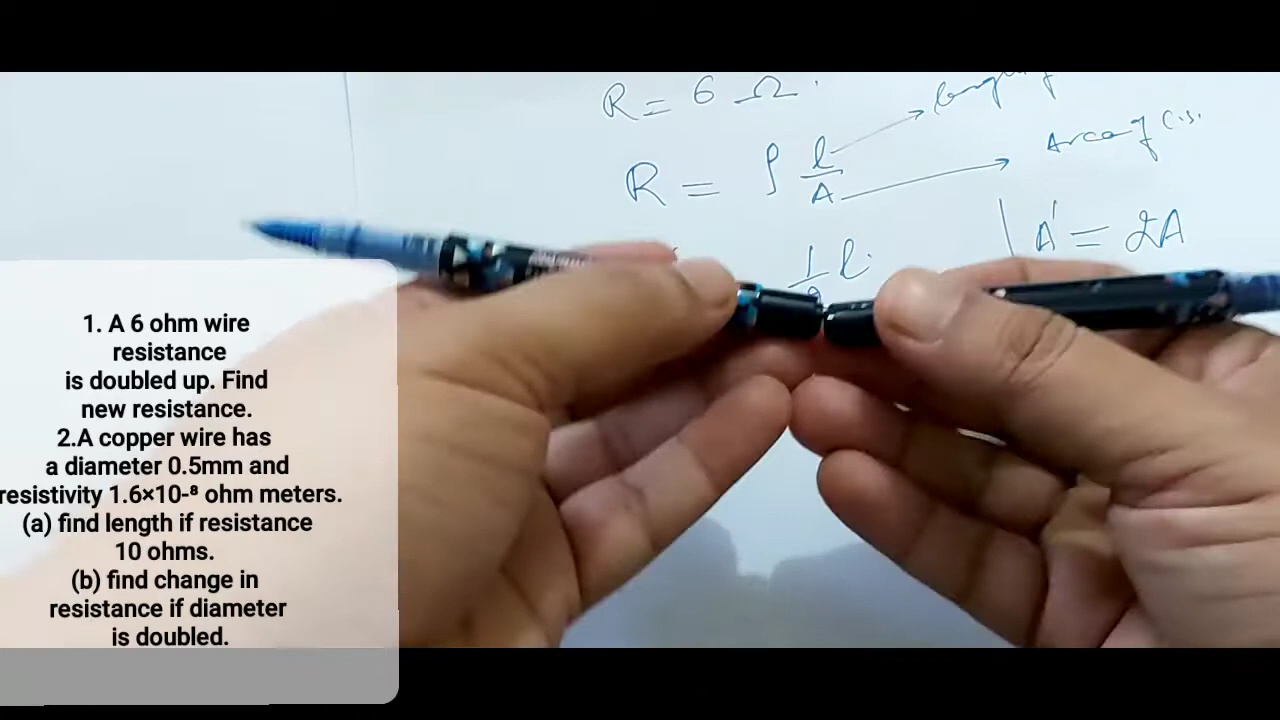 R = 6 Ω.
R = ρ l/A
Area of c.s.
A' = 2A
l
1. A 6 ohm wire
resistance
is doubled up. Find
new resistance.
2.A copper wire has
a diameter 0.5mm and
resistivity 1.6×10-⁸ ohm meters.
(a) find length if resistance
10 ohms.
(b) find change in
resistance if diameter
is doubled.